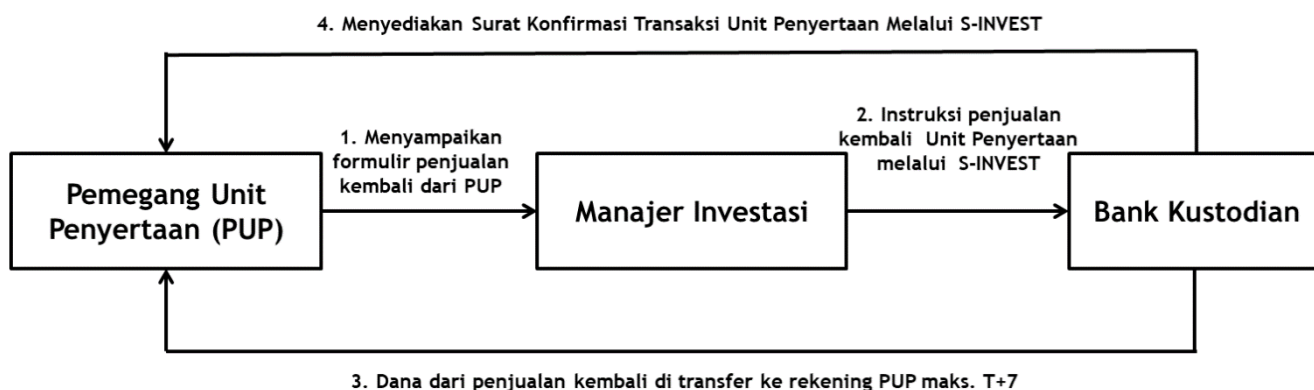 4. Menyediakan Surat Konfirmasi Transaksi Unit Penyertaan Melalui S-INVEST
1. Menyampaikan
formulir penjualan
kembali dari PUP
2. Instruksi penjualan
kembali Unit Penyertaan
melalui S-INVEST
Pemegang Unit
Penyertaan (PUP)
Manajer Investasi
Bank Kustodian
3. Dana dari penjualan kembali di transfer ke rekening PUP maks. T+7